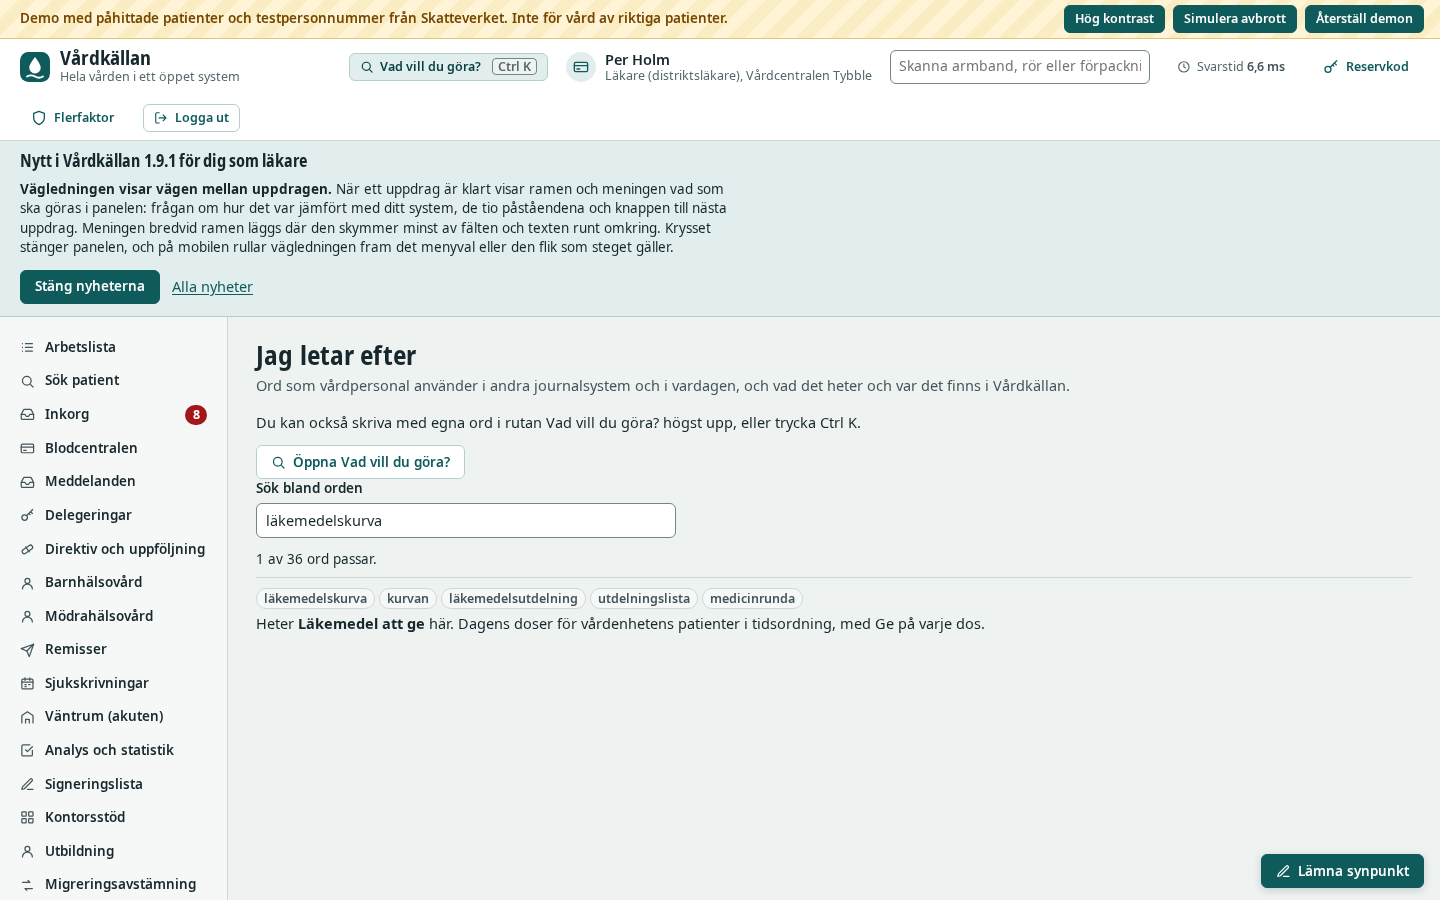 Demo med påhittade patienter och testpersonnummer från Skatteverket. Inte för vård av riktiga patienter.
Hög kontrast
Simulera avbrott
Återställ demon
Vårdkällan
Hela vården i ett öppet system
Vad vill du göra? Ctrl K
Per Holm
Läkare (distriktsläkare), Vårdcentralen Tybble
Skanna armband, rör eller förpackni
Svarstid 6,6 ms
Reservkod
Flerfaktor
Logga ut
Nytt i Vårdkällan 1.9.1 för dig som läkare
Vägledningen visar vägen mellan uppdragen. När ett uppdrag är klart visar ramen och meningen vad som
ska göras i panelen: frågan om hur det var jämfört med ditt system, de tio påståendena och knappen till nästa
uppdrag. Meningen bredvid ramen läggs där den skymmer minst av fälten och texten runt omkring. Krysset
stänger panelen, och på mobilen rullar vägledningen fram det menyval eller den flik som steget gäller.
Stäng nyheterna
Alla nyheter
Arbetslista
Sök patient
Inkorg 8
Blodcentralen
Meddelanden
Delegeringar
Direktiv och uppföljning
Barnhälsovård
Mödrahälsovård
Remisser
Sjukskrivningar
Väntrum (akuten)
Analys och statistik
Signeringslista
Kontorsstöd
Utbildning
Migreringsavstämning
Jag letar efter
Ord som vårdpersonal använder i andra journalsystem och i vardagen, och vad det heter och var det finns i Vårdkällan.
Du kan också skriva med egna ord i rutan Vad vill du göra? högst upp, eller trycka Ctrl K.
Öppna Vad vill du göra?
Sök bland orden
läkemedelskurva
1 av 36 ord passar.
läkemedelskurva kurvan läkemedelsutdelning utdelningslista medicinrunda
Heter Läkemedel att ge här. Dagens doser för vårdenhetens patienter i tidsordning, med Ge på varje dos.
Lämna synpunkt